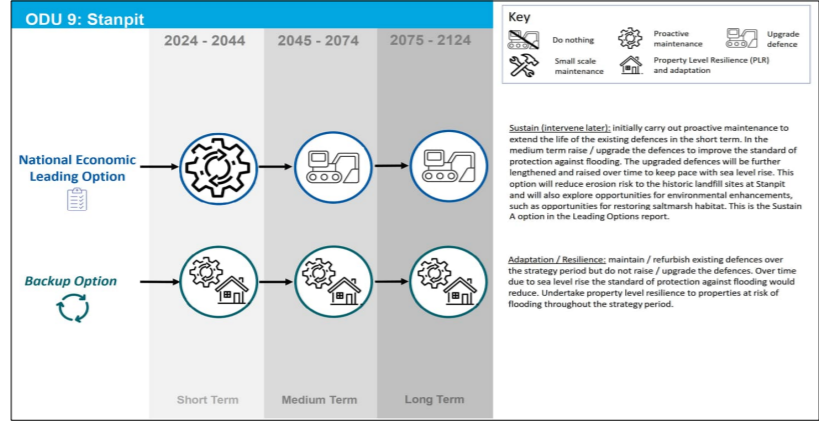 ODU 9: Stanpit
2024 - 2044
2045 - 2074
2075 - 2124
National Economic
Leading Option
Backup Option
Short Term
Medium Term
Long Term
Key
Do nothing
Proactive
maintenance
Upgrade
defence
Small scale
maintenance
Property Level Resilience (PLR)
and adaptation
Sustain (intervene later): initially carry out proactive maintenance to
extend the life of the existing defences in the short term. In the
medium term raise / upgrade the defences to improve the standard of
protection against flooding. The upgraded defences will be further
lengthened and raised over time to keep pace with sea level rise. This
option will reduce erosion risk to the historic landfill sites at Stanpit
and will also explore opportunities for environmental enhancements,
such as opportunities for restoring saltmarsh habitat. This is the Sustain
A option in the Leading Options report.
Adaptation / Resilience: maintain / refurbish existing defences over
the strategy period but do not raise / upgrade the defences. Over time
due to sea level rise the standard of protection against flooding would
reduce. Undertake property level resilience to properties at risk of
flooding throughout the strategy period.